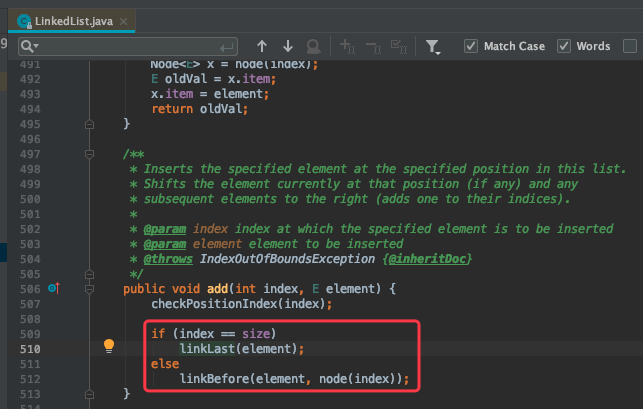 LinkedList.java
Match Case
Words
491 Node<E> x = node(index);
492 E oldVal = x.item;
493 x.item = element;
494 return oldVal;
495 }
496
497 /**
498 * Inserts the specified element at the specified position in this list.
499 * Shifts the element currently at that position (if any) and any
500 * subsequent elements to the right (adds one to their indices).
501 *
502 * @param index index at which the specified element is to be inserted
503 * @param element element to be inserted
504 * @throws IndexOutOfBoundsException {@inheritDoc}
505 */
506 public void add(int index, E element) {
507 checkPositionIndex(index);
508
509 if (index == size)
510 linkLast(element);
511 else
512 linkBefore(element, node(index));
513 }